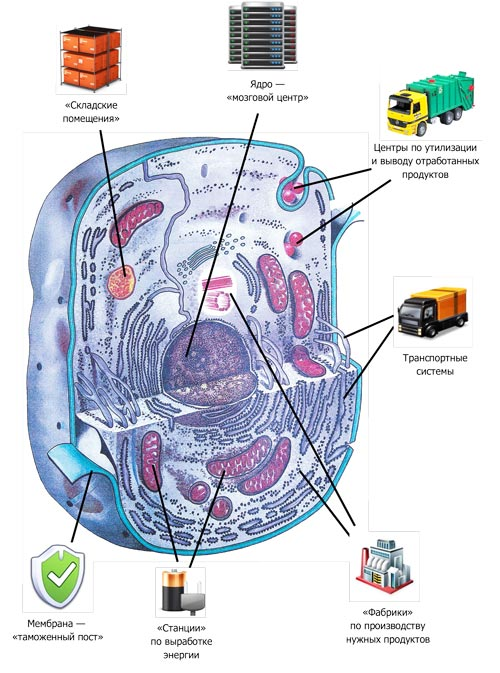 Ядро —
«мозговой центр»
«Складские
помещения»
Центры по утилизации
и выводу отработанных
продуктов
Транспортные
системы
Мембрана —
«таможенный пост»
«Станции»
по выработке
энергии
«Фабрики»
по производству
нужных продуктов